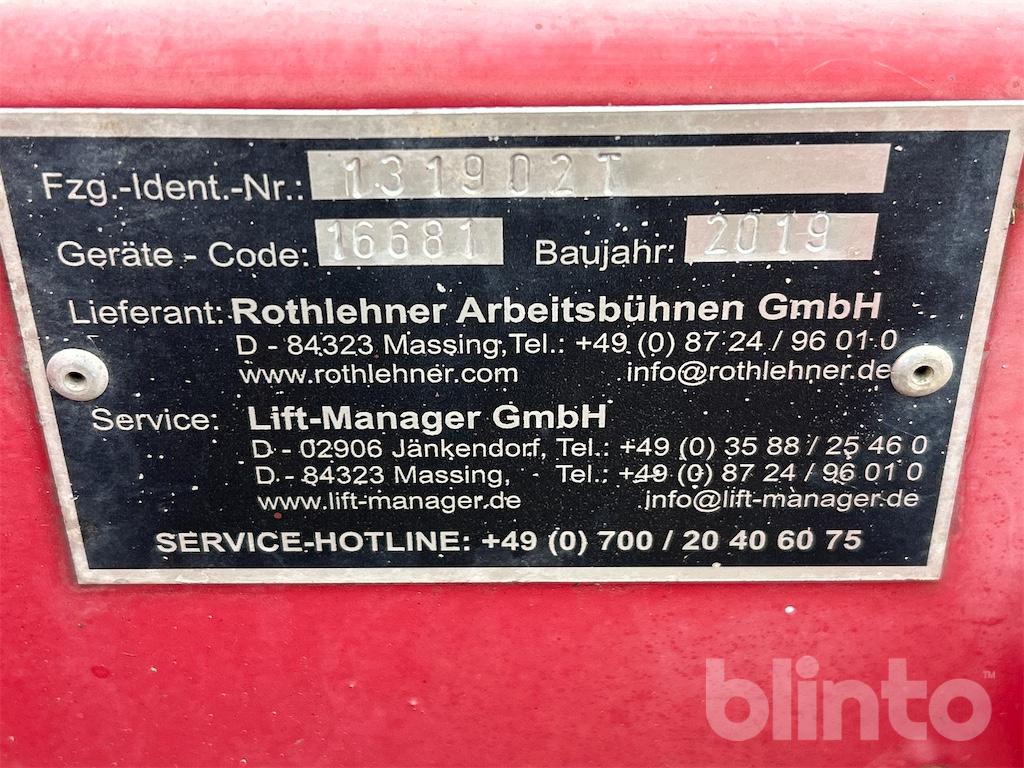 Fzg.-Ident.-Nr.: 131902T
Geräte - Code: 16681 Baujahr: 2019
Lieferant: Rothlehner Arbeitsbühnen GmbH
D - 84323 Massing, Tel.: +49 (0) 87 24 / 96 01 0
www.rothlehner.com info@rothlehner.de
Service: Lift-Manager GmbH
D - 02906 Jänkendorf, Tel.: +49 (0) 35 88 / 25 46 0
D - 84323 Massing, Tel.: +49 (0) 87 24 / 96 01 0
www.lift-manager.de info@lift-manager.de
SERVICE-HOTLINE: +49 (0) 700 / 20 40 60 75
blinto™